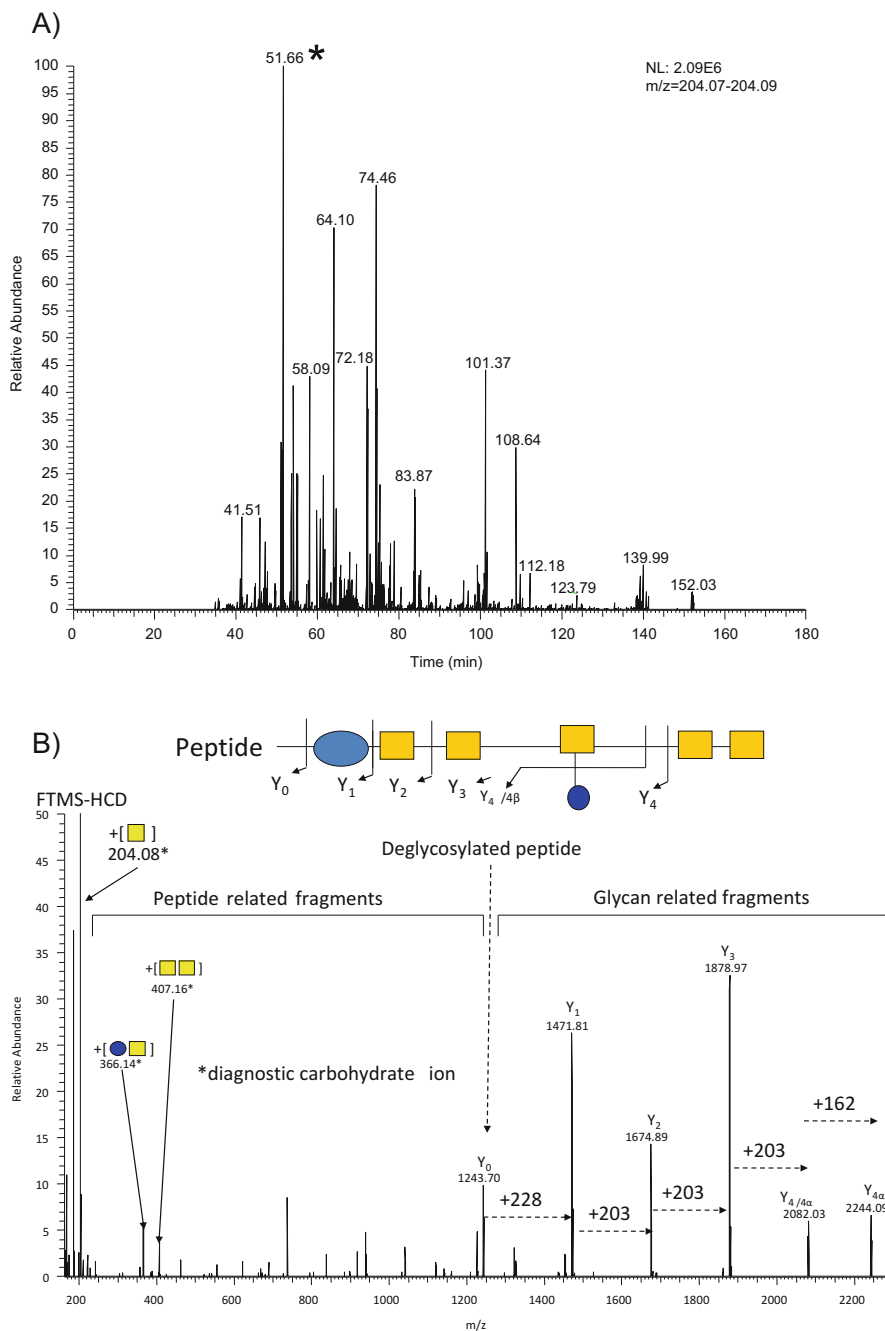 A)
51.66 *
NL: 2.09E6
m/z=204.07-204.09
100
95
90
85
80
75
70
65
60
55
50
45
40
35
30
25
20
15
10
5
0
Relative Abundance
74.46
64.10
72.18
58.09
101.37
108.64
83.87
41.51
112.18
123.79
139.99
152.03
0 20 40 60 80 100 120 140 160 180
Time (min)
B)
Peptide
Y0 Y1 Y2 Y3 Y4 /4β Y4
FTMS-HCD
+[ ]
204.08*
Deglycosylated peptide
Peptide related fragments
Glycan related fragments
+[ ]
407.16*
+[ ]
366.14*
*diagnostic carbohydrate ion
Y0
1243.70
+228
Y1
1471.81
+203
Y2
1674.89
+203
Y3
1878.97
+203
+162
Y4 /4α
2082.03
Y4α
2244.09
50
45
40
35
30
25
20
15
10
5
0
Relative Abundance
200 400 600 800 1000 1200 1400 1600 1800 2000 2200
m/z